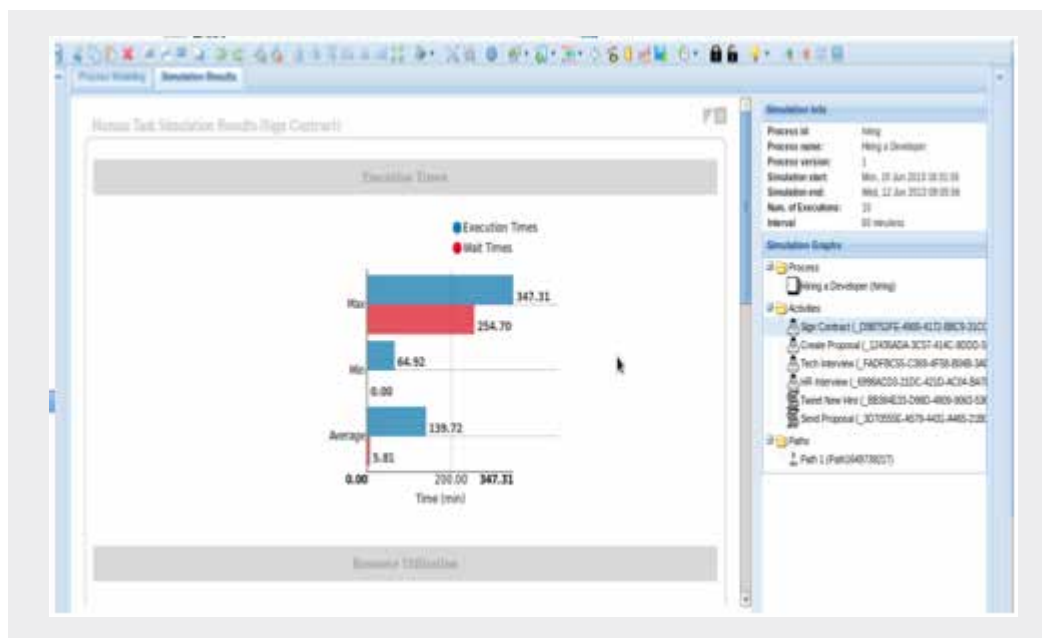 Process Modeling Simulation Results
Human Task Simulation Results (Sign Contract)
Execution Times
Execution Times
Wait Times
Max
347.31
254.70
Min
64.92
0.00
Average
139.72
5.81
0.00 200.00 347.31
Time (min)
Resource Utilization
Simulation Info
Process id: hiring
Process name: Hiring a Developer
Process version: 1
Simulation start:
Simulation end:
Num. of Executions: 10
Interval
Simulation Graphs
Process
Hiring a Developer (hiring)
Activities
Sign Contract
Create Proposal
Tech Interview
HR Interview
Tweet New Hire
Send Proposal
Paths
Path 1